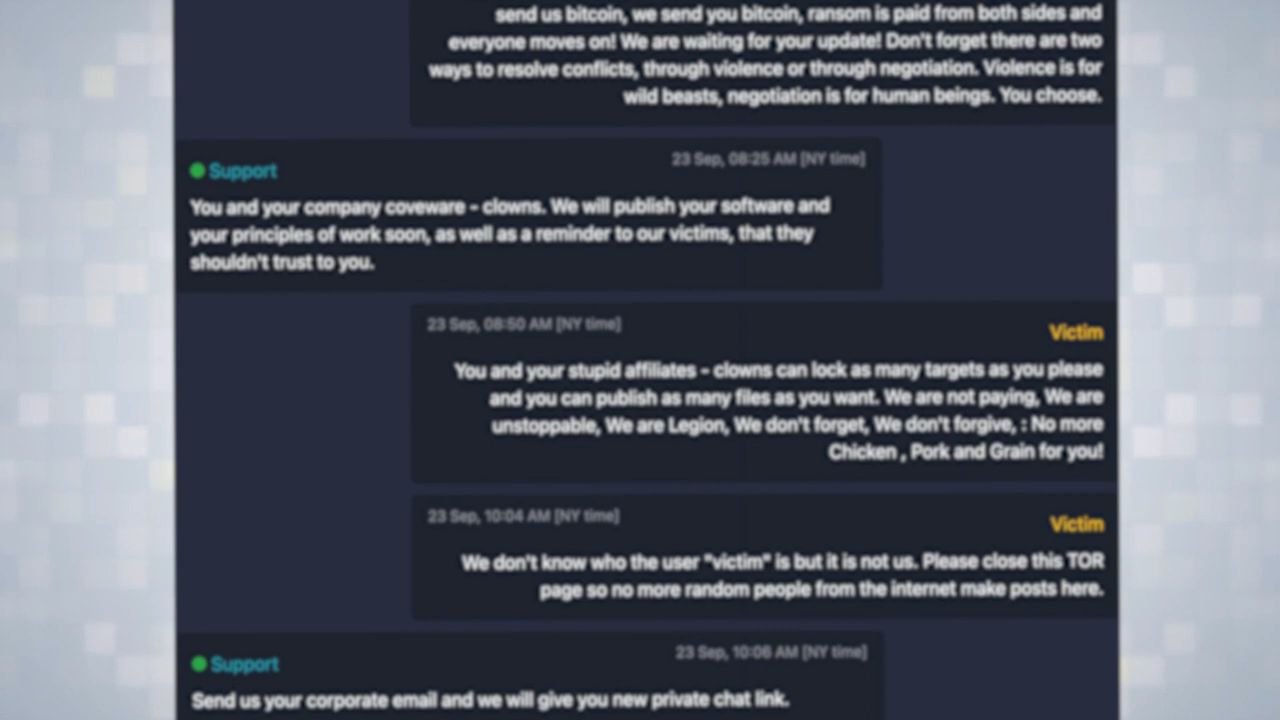 send us bitcoin, we send you bitcoin, ransom is paid from both sides and
everyone moves on! We are waiting for your update! Don't forget there are two
ways to resolve conflicts, through violence or through negotiation. Violence is for
wild beasts, negotiation is for human beings. You choose.
Support
23 Sep, 08:25 AM [NY time]
You and your company coveware - clowns. We will publish your software and
your principles of work soon, as well as a reminder to our victims, that they
shouldn't trust to you.
23 Sep, 08:50 AM [NY time]
Victim
You and your stupid affiliates - clowns can lock as many targets as you please
and you can publish as many files as you want. We are not paying, We are
unstoppable, We are Legion, We don't forget, We don't forgive, : No more
Chicken , Pork and Grain for you!
23 Sep, 10:04 AM [NY time]
Victim
We don't know who the user "victim" is but it is not us. Please close this TOR
page so no more random people from the internet make posts here.
Support
23 Sep, 10:06 AM [NY time]
Send us your corporate email and we will give you new private chat link.